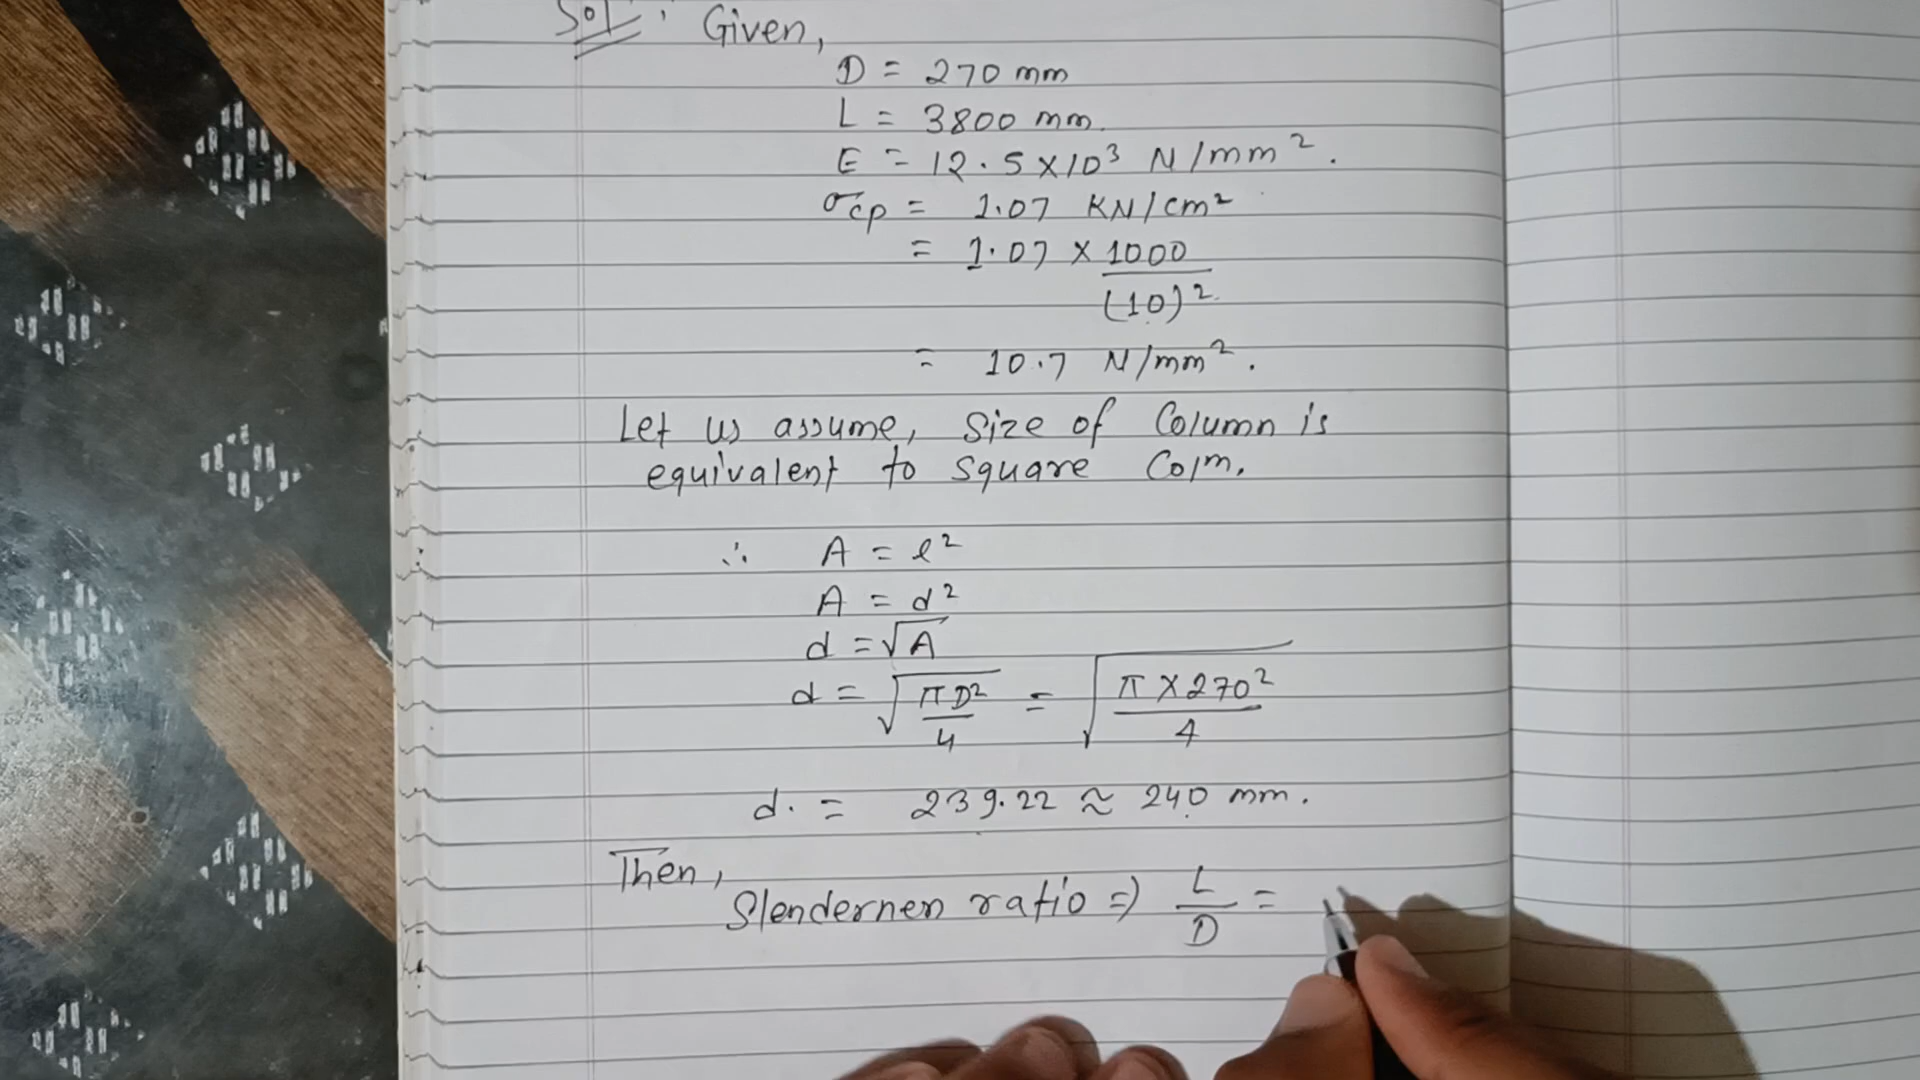 Sol : Given,
D = 270 mm
L = 3800 mm.
E = 12.5 × 10³ N/mm².
σcp = 1.07 KN/cm²
= 1.07 × 1000
(10)²
= 10.7 N/mm².
Let us assume, Size of Column is
equivalent to square Colm.
∴ A = l²
A = d²
d = √A
d = √(πD²/4) = √(π × 270²/4)
d. = 239.22 ≈ 240 mm.
Then,
Slendernen ratio ⇒ L/D =